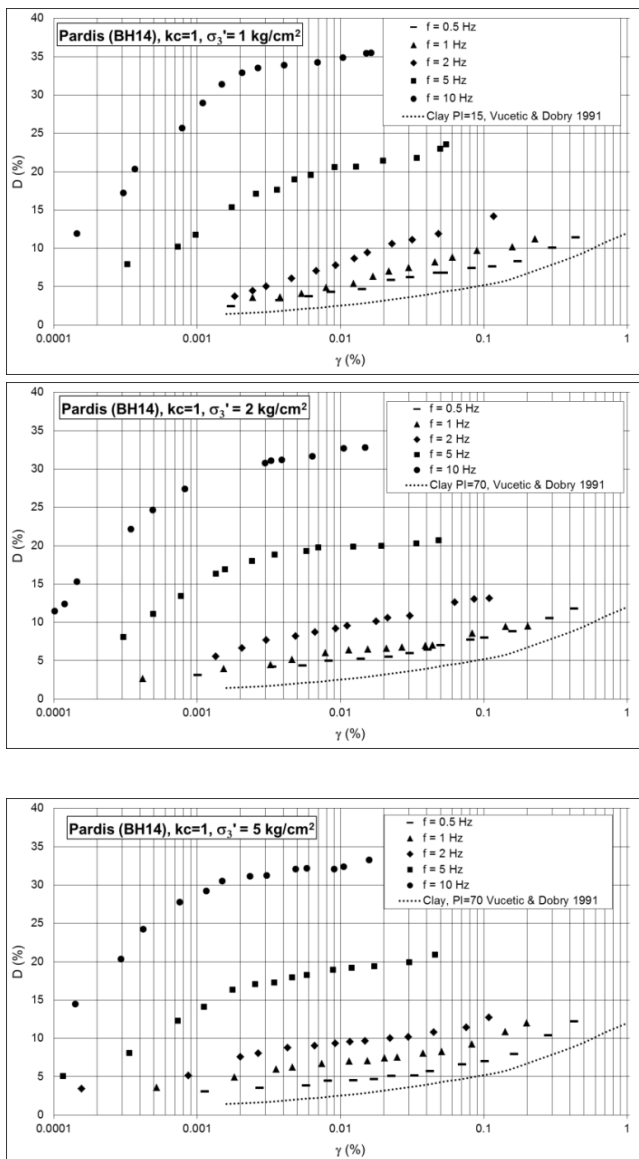 Pardis (BH14), kc=1, σ3'= 1 kg/cm2
f = 0.5 Hz
f = 1 Hz
f = 2 Hz
f = 5 Hz
f = 10 Hz
Clay PI=15, Vucetic & Dobry 1991
40
35
30
25
20
15
10
5
0
D (%)
0.0001
0.001
0.01
0.1
1
γ (%)
Pardis (BH14), kc=1, σ3' = 2 kg/cm2
f = 0.5 Hz
f = 1 Hz
f = 2 Hz
f = 5 Hz
f = 10 Hz
Clay PI=70, Vucetic & Dobry 1991
40
35
30
25
20
15
10
5
0
D (%)
0.0001
0.001
0.01
0.1
1
γ (%)
Pardis (BH14), kc=1, σ3' = 5 kg/cm2
f = 0.5 Hz
f = 1 Hz
f = 2 Hz
f = 5 Hz
f = 10 Hz
Clay, PI=70 Vucetic & Dobry 1991
40
35
30
25
20
15
10
5
0
D (%)
0.0001
0.001
0.01
0.1
1
γ (%)